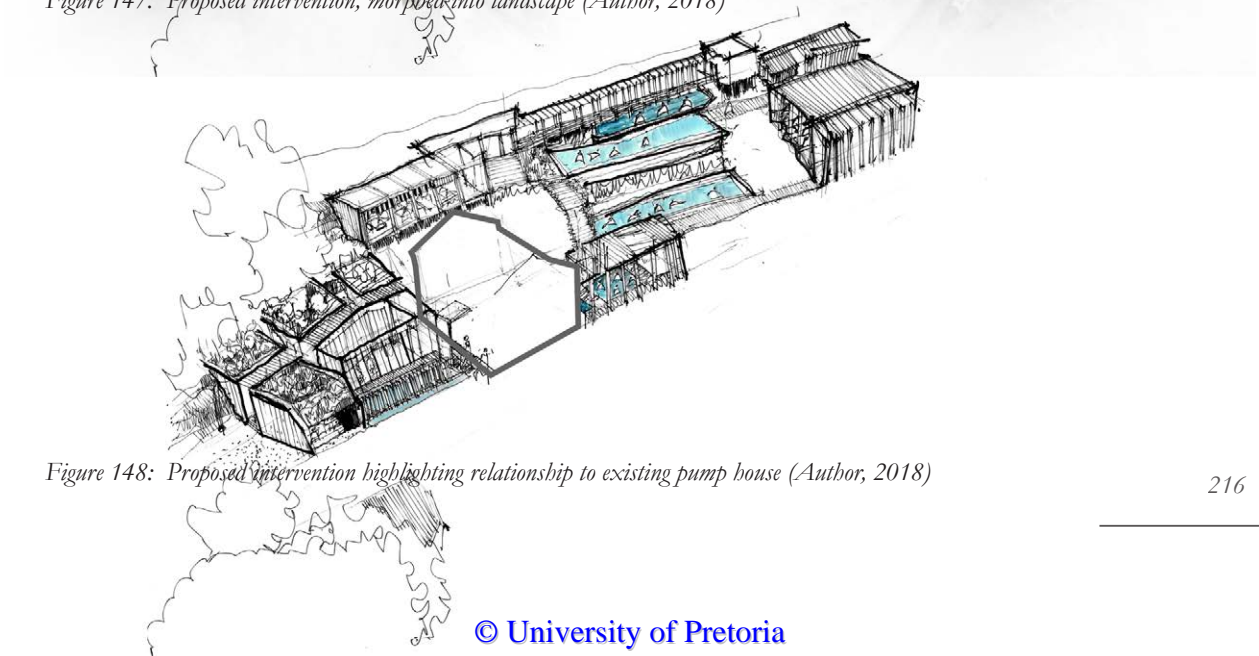 Figure 147: Proposed intervention, morphed into landscape (Author, 2018)
Figure 148: Proposed intervention highlighting relationship to existing pump house (Author, 2018)
216
© University of Pretoria